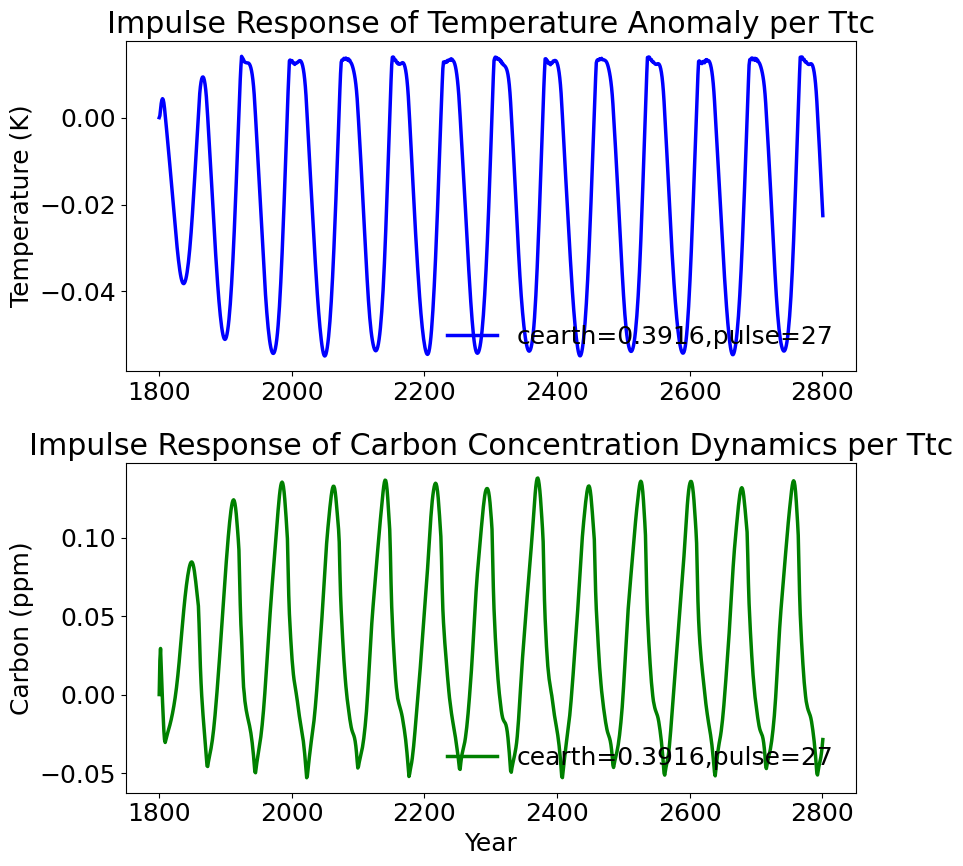 Impulse Response of Temperature Anomaly per Ttc
Temperature (K)
0.00
−0.02
−0.04
cearth=0.3916,pulse=27
1800 2000 2200 2400 2600 2800
Impulse Response of Carbon Concentration Dynamics per Ttc
Carbon (ppm)
0.10
0.05
0.00
−0.05
cearth=0.3916,pulse=27
1800 2000 2200 2400 2600 2800
Year